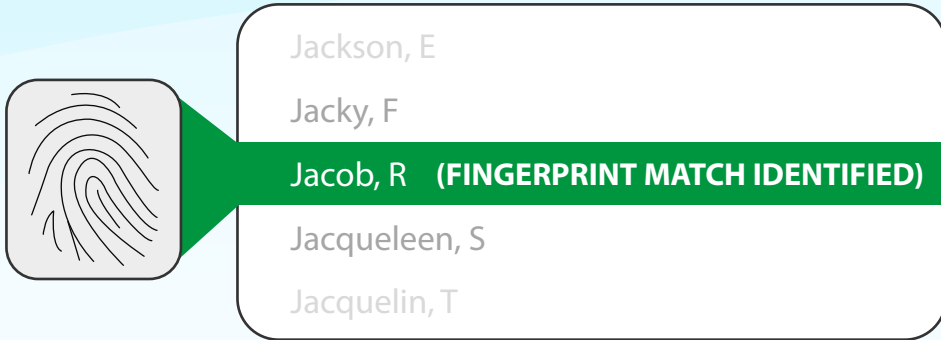 Jackson, E
Jacky, F
Jacob, R (FINGERPRINT MATCH IDENTIFIED)
Jacqueleen, S
Jacquelin, T